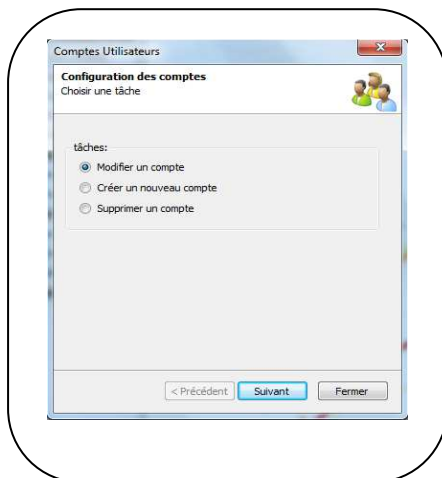 Comptes Utilisateurs
Configuration des comptes
Choisir une tâche
tâches:
Modifier un compte
Créer un nouveau compte
Supprimer un compte
< Précédent Suivant Fermer